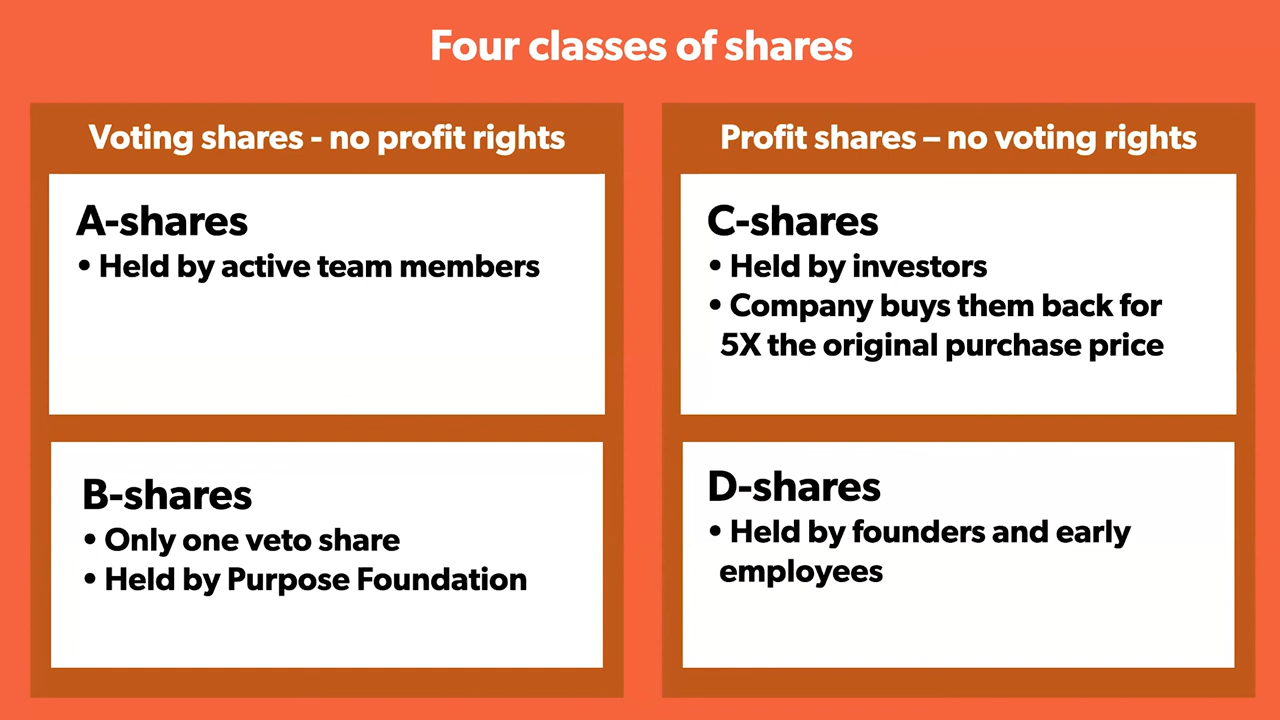 Four classes of shares
Voting shares - no profit rights
A-shares
• Held by active team members
B-shares
• Only one veto share
• Held by Purpose Foundation
Profit shares – no voting rights
C-shares
• Held by investors
• Company buys them back for
5X the original purchase price
D-shares
• Held by founders and early
employees